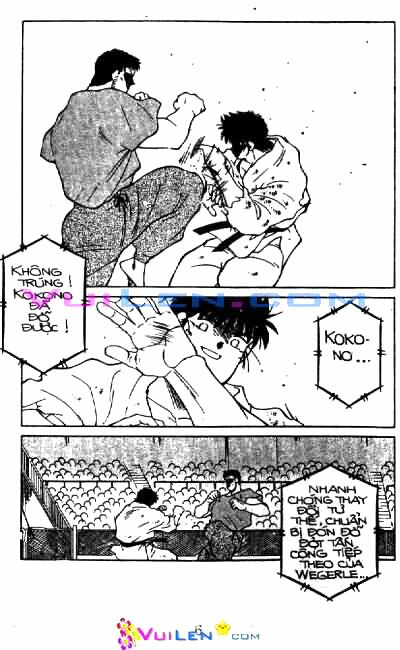 KHÔNG
TRÚNG!
KOKONO
ĐÃ
ĐỠ
ĐƯỢC!
VUILEN.COM
KOKO-
NO...
NHANH
CHÓNG THAY
ĐỔI TƯ
THẾ, CHUẨN
BỊ ĐÓN ĐỠ
ĐỢT TẤN
CÔNG TIẾP
THEO CỦA
WEGERLE...
6
VUILEN.COM